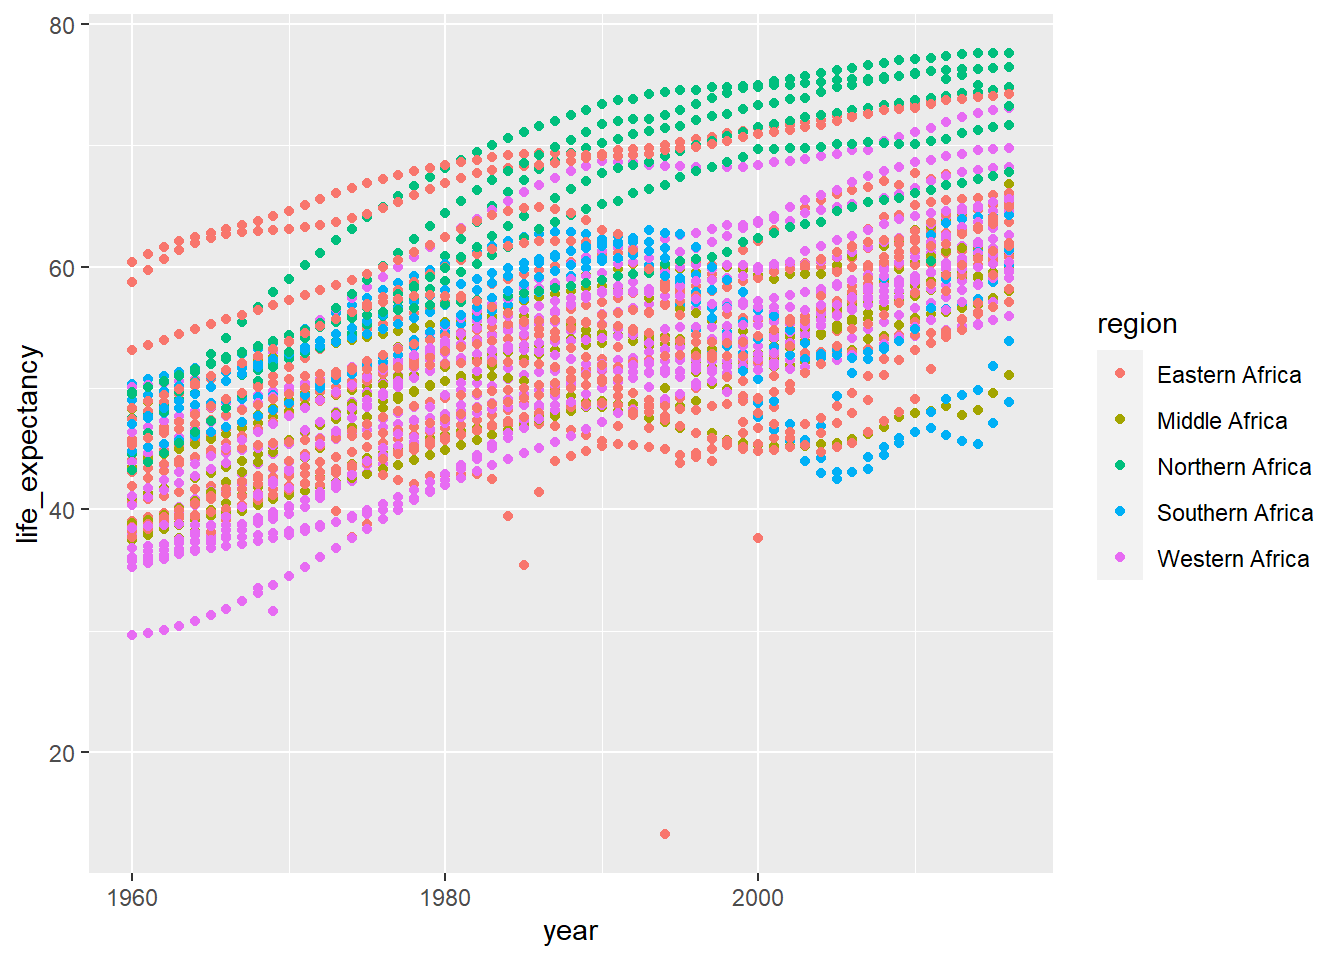 80
60
40
20
life_expectancy
1960
1980
2000
year
region
Eastern Africa
Middle Africa
Northern Africa
Southern Africa
Western Africa